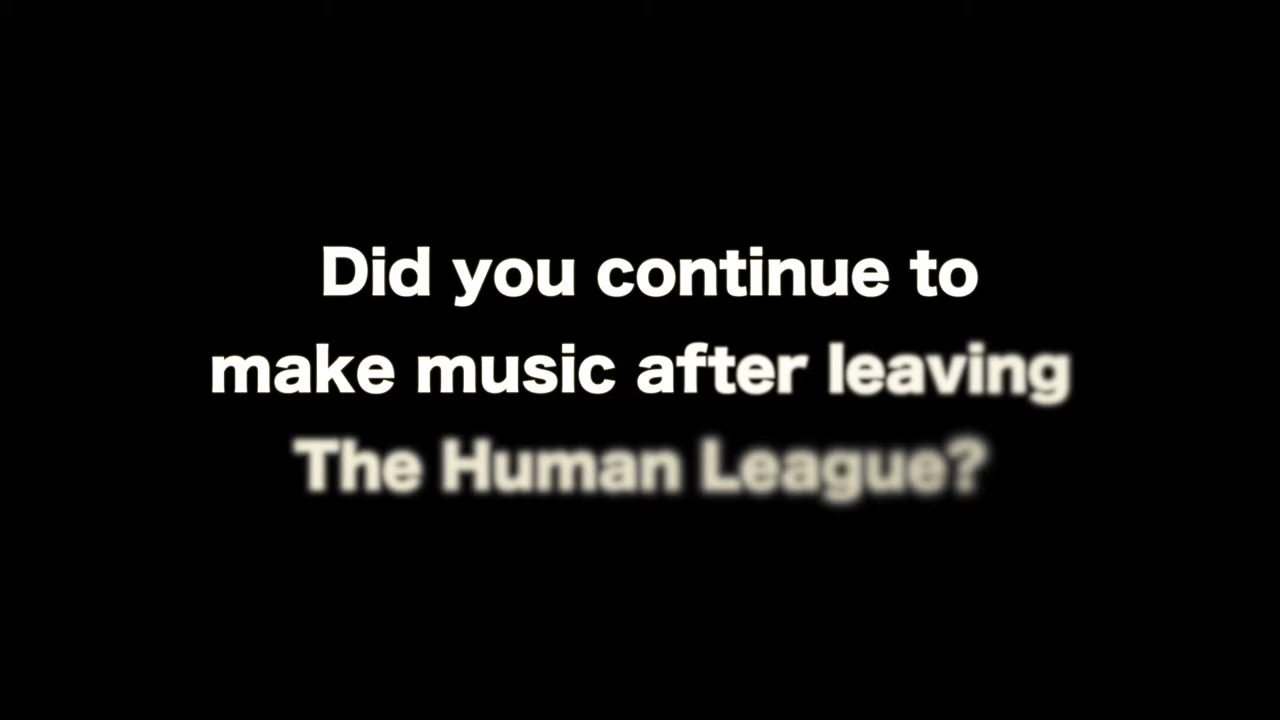 Did you continue to
make music after leaving
The Human League?